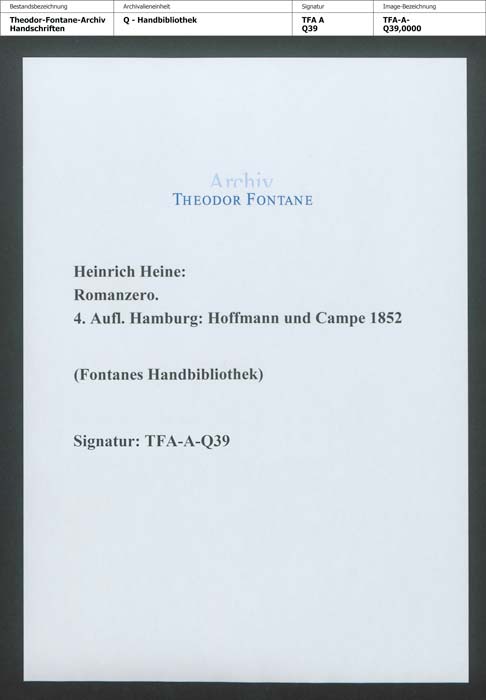 Bestandsbezeichnung
Theodor-Fontane-Archiv
Handschriften
Archivalieneinheit
Q - Handbibliothek
Signatur
TFA A
Q39
Image-Bezeichnung
TFA-A-
Q39,0000
Archiv
THEODOR FONTANE
Heinrich Heine:
Romanzero.
4. Aufl. Hamburg: Hoffmann und Campe 1852
(Fontanes Handbibliothek)
Signatur: TFA-A-Q39